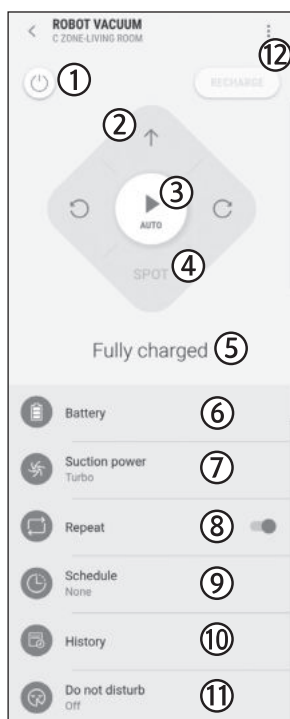 ROBOT VACUUM
C ZONE-LIVING ROOM
⑫
① RECHARGE
②
③
AUTO
SPOT ④
Fully charged ⑤
Battery ⑥
Suction power ⑦
Turbo
Repeat ⑧
Schedule ⑨
None
History ⑩
Do not disturb ⑪
Off